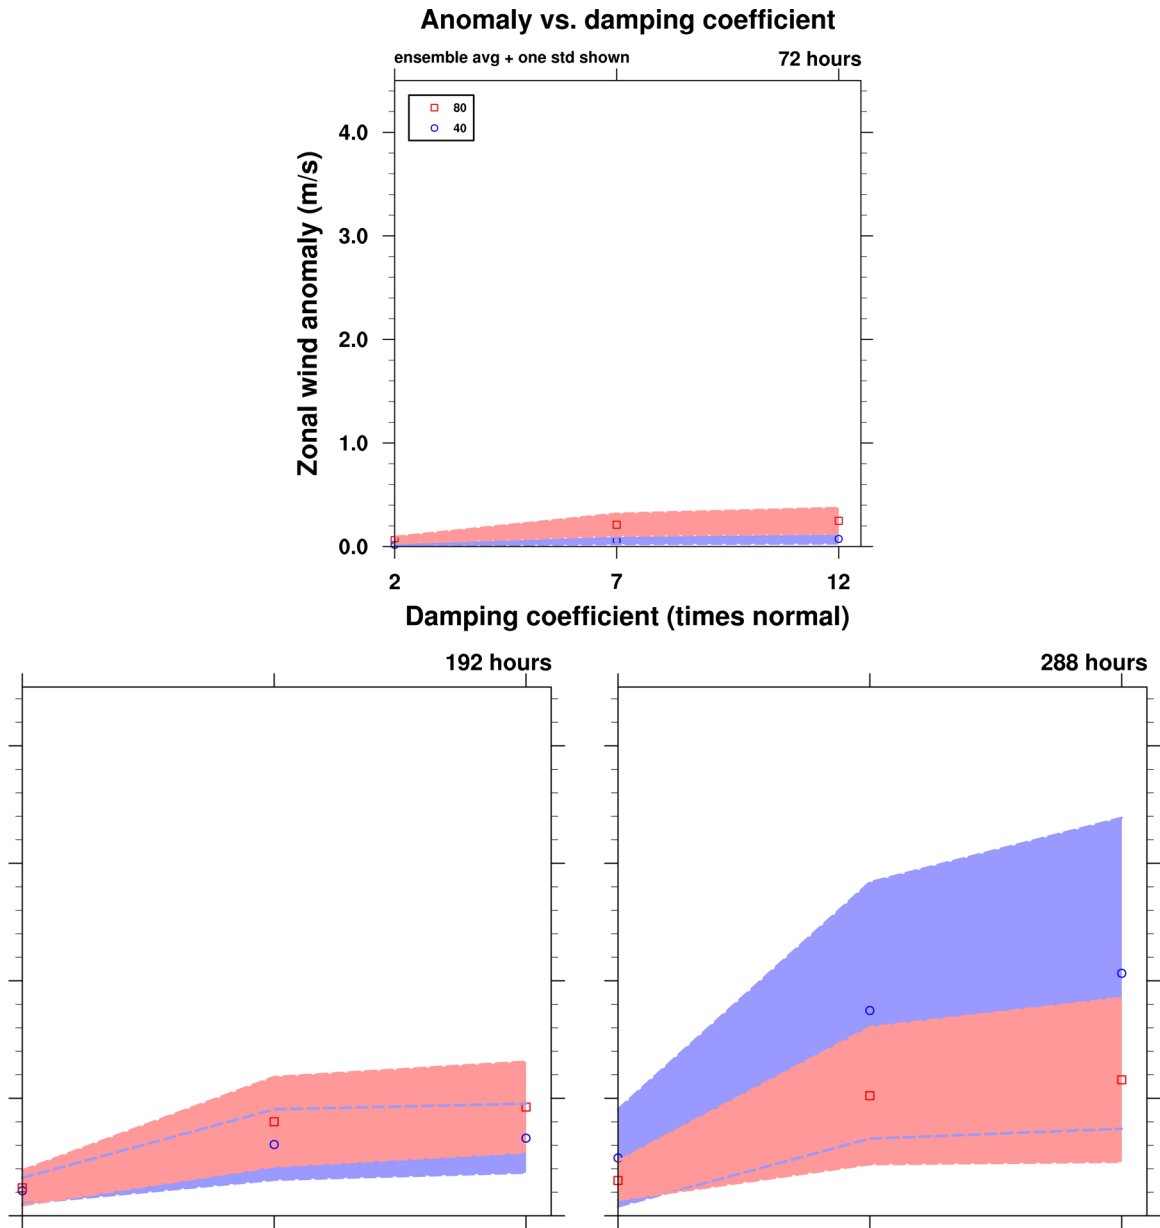 Anomaly vs. damping coefficient
ensemble avg + one std shown 72 hours
80
40
4.0
3.0
2.0
1.0
0.0
Zonal wind anomaly (m/s)
2 7 12
Damping coefficient (times normal)
192 hours 288 hours